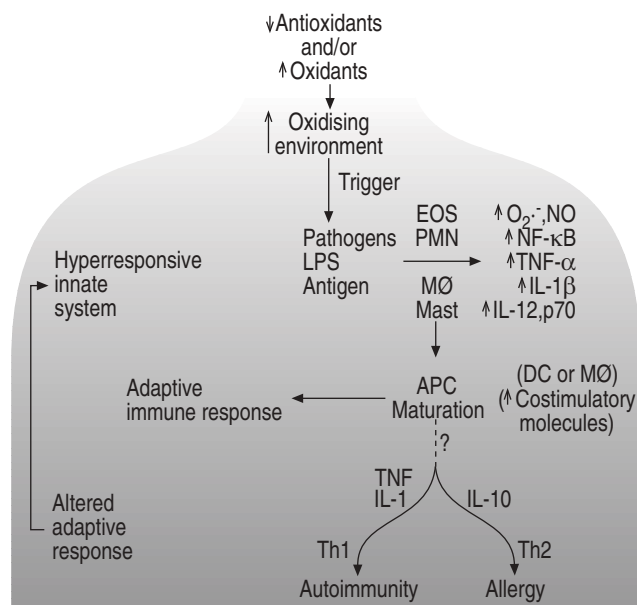 ↓Antioxidants
and/or
↑Oxidants
↑ Oxidising
environment
Trigger
Pathogens
LPS
Antigen
EOS
PMN
MØ
Mast
↑O₂·⁻,NO
↑NF-κB
↑TNF-α
↑IL-1β
↑IL-12,p70
Hyperresponsive
innate
system
Adaptive
immune response
APC
Maturation
(DC or MØ)
(↑Costimulatory
molecules)
?
TNF
IL-1
IL-10
Altered
adaptive
response
Th1
Th2
Autoimmunity
Allergy